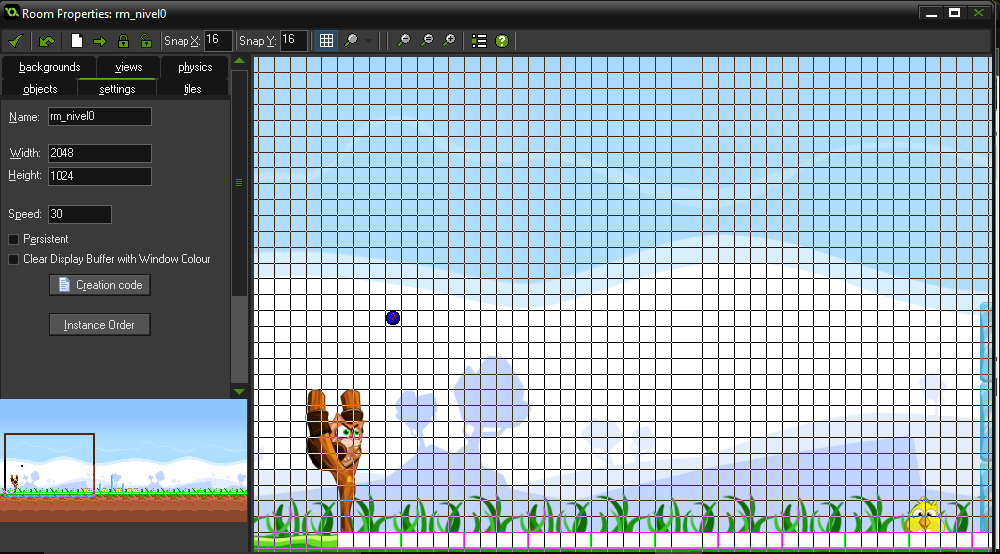 Room Properties: rm_nivel0
Snap X: 16 Snap Y: 16
backgrounds views physics
objects settings tiles
Name: rm_nivel0
Width: 2048
Height: 1024
Speed: 30
Persistent
Clear Display Buffer with Window Colour
Creation code
Instance Order